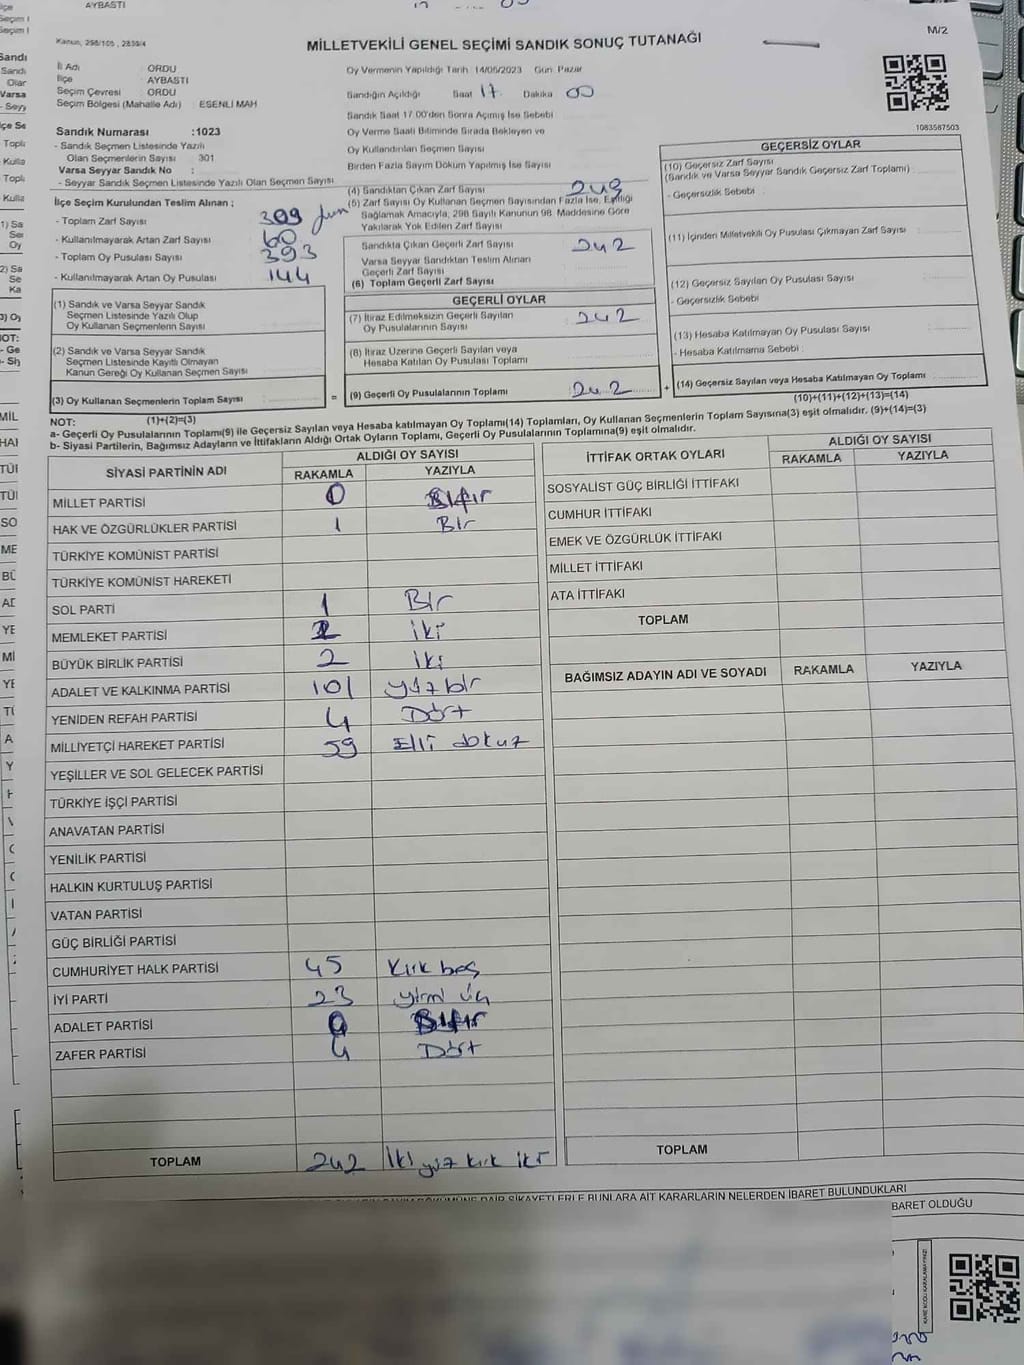 AYBASTI
Kanun, 298/105, 2839/4
MİLLETVEKİLİ GENEL SEÇİMİ SANDIK SONUÇ TUTANAĞI
M/2
İl Adı : ORDU
İlçe : AYBASTI
Seçim Çevresi : ORDU
Seçim Bölgesi (Mahalle Adı) : ESENLİ MAH
Sandık Numarası :1023
- Sandık Seçmen Listesinde Yazılı
Olan Seçmenlerin Sayısı : 301
Varsa Seyyar Sandık No :
- Seyyar Sandık Seçmen Listesinde Yazılı Olan Seçmen Sayısı
İlçe Seçim Kurulundan Teslim Alınan ;
- Toplam Zarf Sayısı 309
- Kullanılmayarak Artan Zarf Sayısı 60
- Toplam Oy Pusulası Sayısı 393
- Kullanılmayarak Artan Oy Pusulası 144
(1) Sandık ve Varsa Seyyar Sandık
Seçmen Listesinde Yazılı Olup
Oy Kullanan Seçmenlerin Sayısı
(2) Sandık ve Varsa Seyyar Sandık
Seçmen Listesinde Kayıtlı Olmayan
Kanun Gereği Oy Kullanan Seçmen Sayısı
(3) Oy Kullanan Seçmenlerin Toplam Sayısı
(1)+(2)=(3)
Oy Vermenin Yapıldığı Tarih : 14/05/2023 Gün: Pazar
Sandığın Açıldığı Saat 17 Dakika 00
Sandık Saat 17:00'den Sonra Açılmış İse Sebebi
Oy Verme Saati Bitiminde Sırada Bekleyen ve
Oy Kullandırılan Seçmen Sayısı
Birden Fazla Sayım Döküm Yapılmış İse Sayısı
(4) Sandıktan Çıkan Zarf Sayısı 249
(5) Zarf Sayısı Oy Kullanan Seçmen Sayısından Fazla İse, Eşitliği
Sağlamak Amacıyla, 298 Sayılı Kanunun 98. Maddesine Göre
Yakılarak Yok Edilen Zarf Sayısı
Sandıkta Çıkan Geçerli Zarf Sayısı 242
Varsa Seyyar Sandıktan Teslim Alınan
Geçerli Zarf Sayısı
(6) Toplam Geçerli Zarf Sayısı
GEÇERLİ OYLAR
(7) İtiraz Edilmeksizin Geçerli Sayılan
Oy Pusulalarının Sayısı 242
(8) İtiraz Üzerine Geçerli Sayılan veya
Hesaba Katılan Oy Pusulası Toplamı
= (9) Geçerli Oy Pusulalarının Toplamı 242 +
1083587503
GEÇERSİZ OYLAR
(10) Geçersiz Zarf Sayısı
(Sandık ve Varsa Seyyar Sandık Geçersiz Zarf Toplamı)
- Geçersizlik Sebebi
(11) İçinden Milletvekili Oy Pusulası Çıkmayan Zarf Sayısı
(12) Geçersiz Sayılan Oy Pusulası Sayısı
- Geçersizlik Sebebi
(13) Hesaba Katılmayan Oy Pusulası Sayısı
- Hesaba Katılmama Sebebi
(14) Geçersiz Sayılan veya Hesaba Katılmayan Oy Toplamı
(10)+(11)+(12)+(13)=(14)
NOT:
a- Geçerli Oy Pusulalarının Toplamı(9) ile Geçersiz Sayılan veya Hesaba katılmayan Oy Toplamı(14) Toplamları, Oy Kullanan Seçmenlerin Toplam Sayısına(3) eşit olmalıdır. (9)+(14)=(3)
b- Siyasi Partilerin, Bağımsız Adayların ve İttifakların Aldığı Ortak Oyların Toplamı, Geçerli Oy Pusulalarının Toplamına(9) eşit olmalıdır.
SİYASİ PARTİNİN ADI ALDIĞI OY SAYISI
RAKAMLA YAZIYLA
MİLLET PARTİSİ 0 Sıfır
HAK VE ÖZGÜRLÜKLER PARTİSİ 1 Bir
TÜRKİYE KOMÜNİST PARTİSİ
TÜRKİYE KOMÜNİST HAREKETİ
SOL PARTİ 1 Bir
MEMLEKET PARTİSİ 2 iki
BÜYÜK BİRLİK PARTİSİ 2 iki
ADALET VE KALKINMA PARTİSİ 101 yüz bir
YENİDEN REFAH PARTİSİ 4 Dört
MİLLİYETÇİ HAREKET PARTİSİ 59 Elli dokuz
YEŞİLLER VE SOL GELECEK PARTİSİ
TÜRKİYE İŞÇİ PARTİSİ
ANAVATAN PARTİSİ
YENİLİK PARTİSİ
HALKIN KURTULUŞ PARTİSİ
VATAN PARTİSİ
GÜÇ BİRLİĞİ PARTİSİ
CUMHURİYET HALK PARTİSİ 45 Kırk beş
İYİ PARTİ 23 yirmi üç
ADALET PARTİSİ 0 Sıfır
ZAFER PARTİSİ 4 Dört
TOPLAM 242 iki yüz kırk iki
İTTİFAK ORTAK OYLARI ALDIĞI OY SAYISI
RAKAMLA YAZIYLA
SOSYALİST GÜÇ BİRLİĞİ İTTİFAKI
CUMHUR İTTİFAKI
EMEK VE ÖZGÜRLÜK İTTİFAKI
MİLLET İTTİFAKI
ATA İTTİFAKI
TOPLAM
BAĞIMSIZ ADAYIN ADI VE SOYADI RAKAMLA YAZIYLA
TOPLAM
DAİR ŞİKAYETLERLE BUNLARA AİT KARARLARIN NELERDEN İBARET BULUNDUKLARI
BARET OLDUĞU